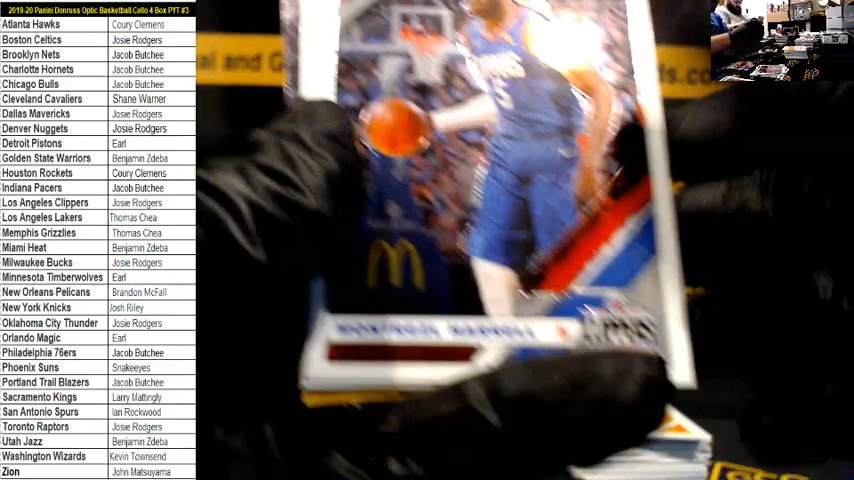 2019-20 Panini Donruss Optic Basketball Cello 4 Box PYT #3
Atlanta Hawks Coury Clemens
Boston Celtics Josie Rodgers
Brooklyn Nets Jacob Butchee
Charlotte Hornets Jacob Butchee
Chicago Bulls Jacob Butchee
Cleveland Cavaliers Shane Warner
Dallas Mavericks Josie Rodgers
Denver Nuggets Josie Rodgers
Detroit Pistons Earl
Golden State Warriors Benjamin Zdeba
Houston Rockets Coury Clemens
Indiana Pacers Jacob Butchee
Los Angeles Clippers Josie Rodgers
Los Angeles Lakers Thomas Chea
Memphis Grizzlies Thomas Chea
Miami Heat Benjamin Zdeba
Milwaukee Bucks Josie Rodgers
Minnesota Timberwolves Earl
New Orleans Pelicans Brandon McFall
New York Knicks Josh Riley
Oklahoma City Thunder Josie Rodgers
Orlando Magic Earl
Philadelphia 76ers Jacob Butchee
Phoenix Suns Snakeeyes
Portland Trail Blazers Jacob Butchee
Sacramento Kings Larry Mattingly
San Antonio Spurs Ian Rockwood
Toronto Raptors Josie Rodgers
Utah Jazz Benjamin Zdeba
Washington Wizards Kevin Townsend
Zion John Matsuyama
al and G
ds.co
5
MONTREZL HARRELL